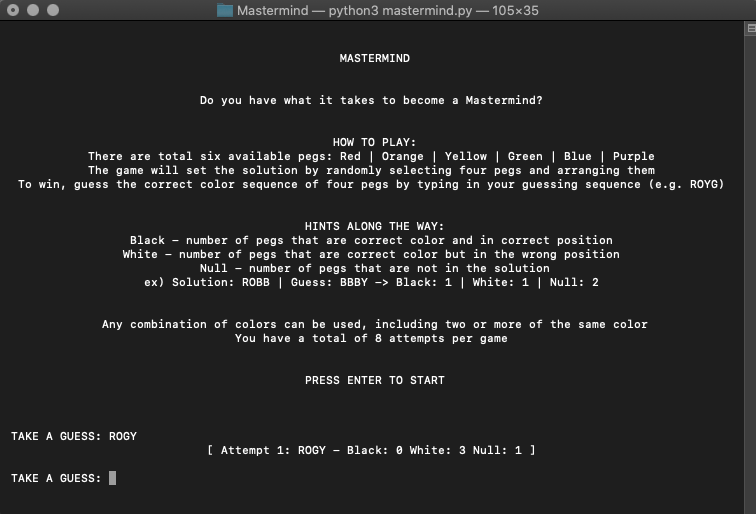 Mastermind — python3 mastermind.py — 105×35
MASTERMIND
Do you have what it takes to become a Mastermind?
HOW TO PLAY:
There are total six available pegs: Red | Orange | Yellow | Green | Blue | Purple
The game will set the solution by randomly selecting four pegs and arranging them
To win, guess the correct color sequence of four pegs by typing in your guessing sequence (e.g. ROYG)
HINTS ALONG THE WAY:
Black – number of pegs that are correct color and in correct position
White – number of pegs that are correct color but in the wrong position
Null – number of pegs that are not in the solution
ex) Solution: ROBB | Guess: BBBY —> Black: 1 | White: 1 | Null: 2
Any combination of colors can be used, including two or more of the same color
You have a total of 8 attempts per game
PRESS ENTER TO START
TAKE A GUESS: ROGY
[ Attempt 1: ROGY – Black: 0 White: 3 Null: 1 ]
TAKE A GUESS: